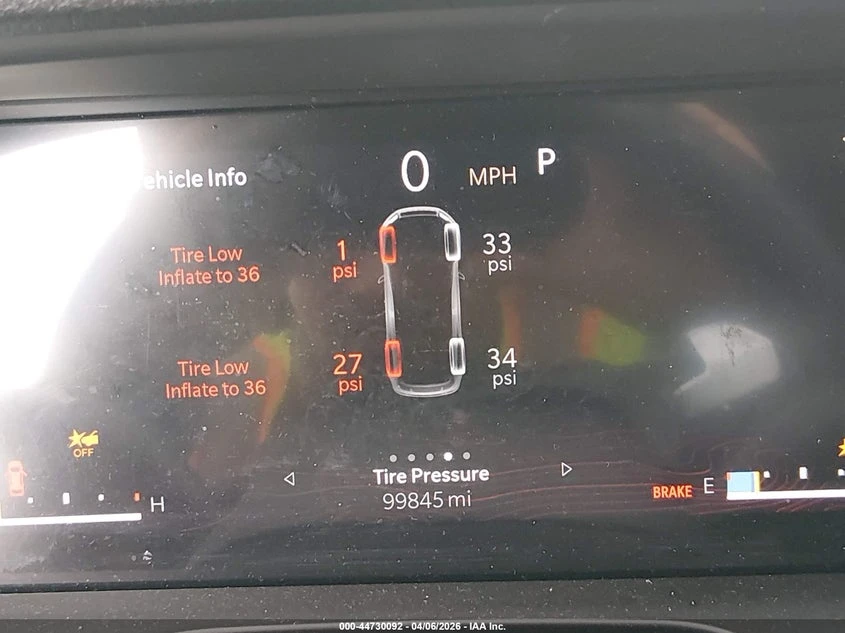 ehicle Info
0 MPH P
Tire Low
Inflate to 36
1
psi
33
psi
Tire Low
Inflate to 36
27
psi
34
psi
OFF
Tire Pressure
99845 mi
H
BRAKE E
000-44730092 - 04/06/2026 - IAA Inc.